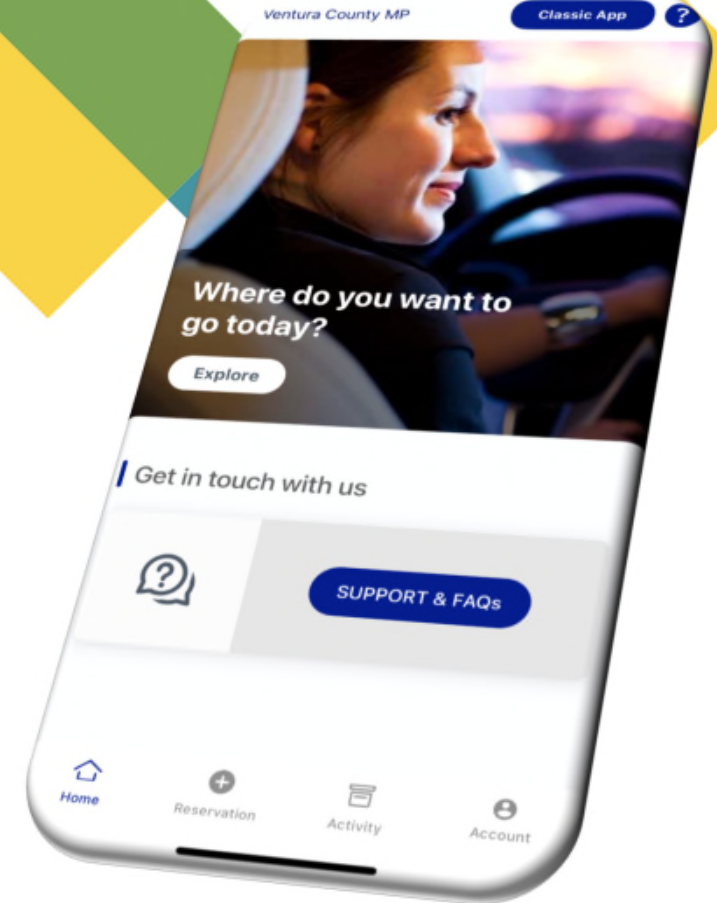 Ventura County MP
Classic App
?
Where do you want to
go today?
Explore
Get in touch with us
?
SUPPORT & FAQs
Home
Reservation
Activity
Account